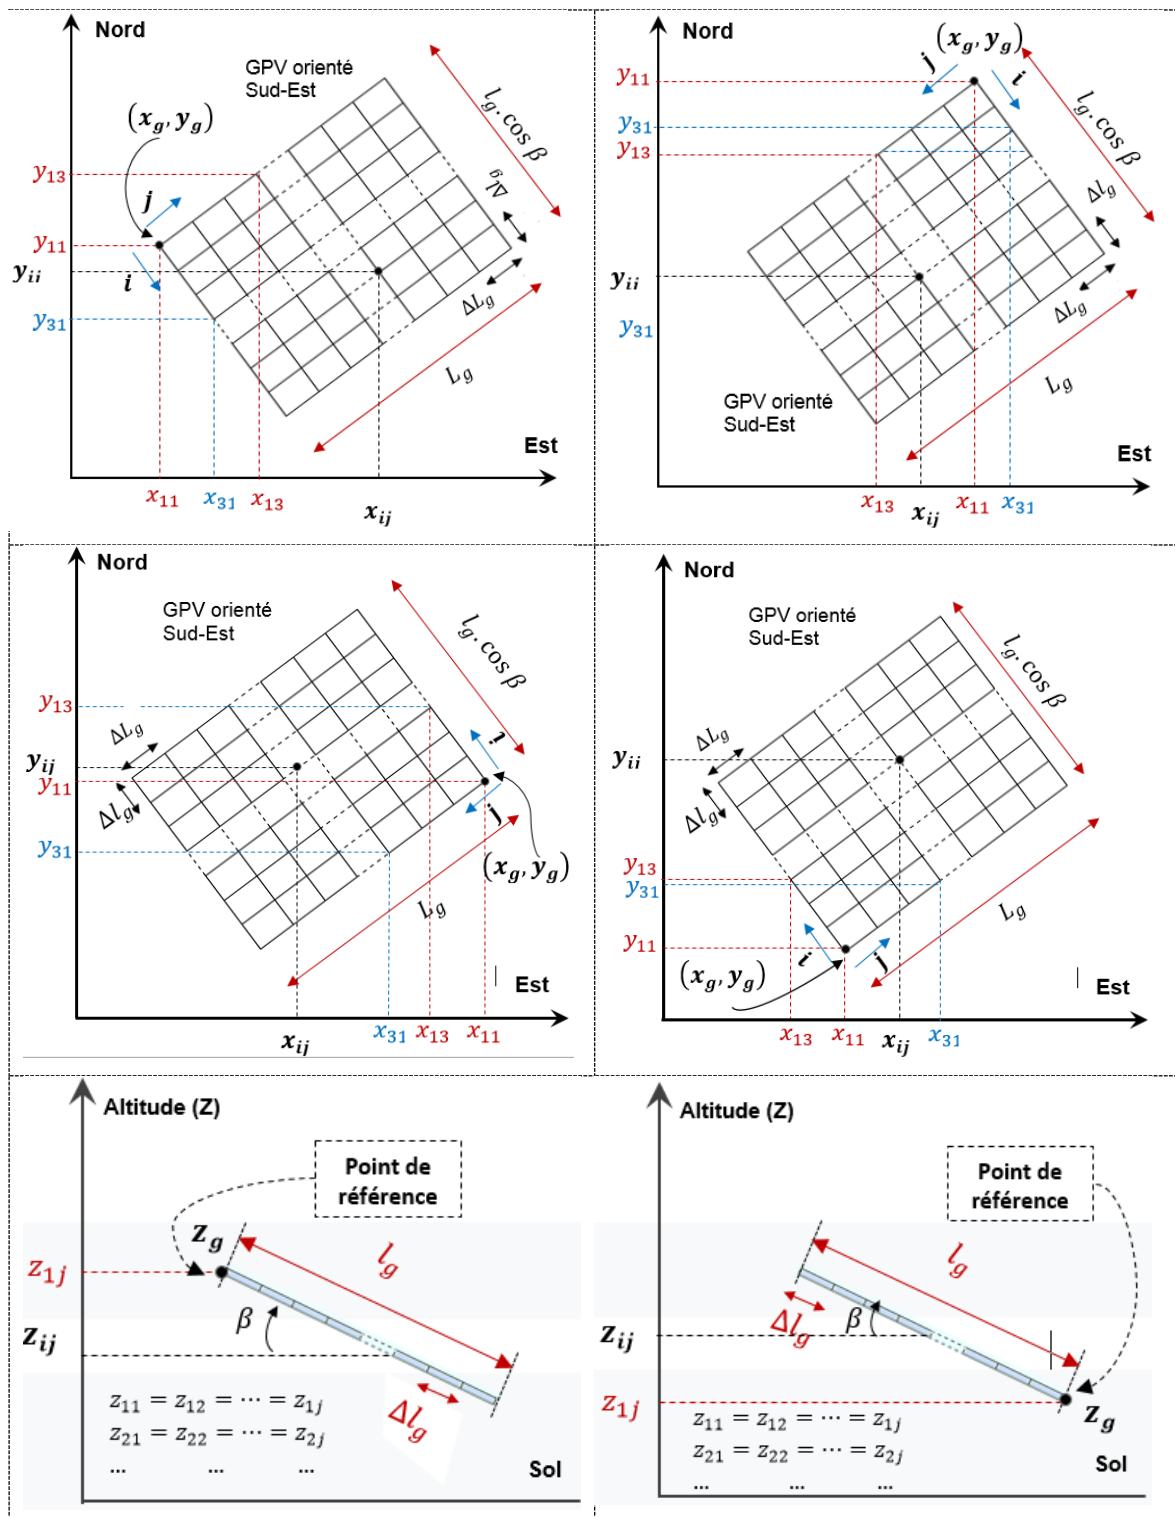 Nord
GPV orienté
Sud-Est
(x_g, y_g)
l_g. cos β
y_13
Δl_g
j
y_11
y_ii
i
ΔL_g
y_31
L_g
Est
x_11 x_31 x_13
x_ij
Nord
(x_g, y_g)
j
i
y_11
l_g. cos β
y_31
y_13
Δl_g
y_ii
ΔL_g
y_31
L_g
GPV orienté
Sud-Est
Est
x_13 x_ij x_11 x_31
Nord
GPV orienté
Sud-Est
l_g. cos β
y_13
ΔL_g
i
y_ij
y_11
Δl_g
j
y_31
(x_g, y_g)
L_g
Est
x_ij x_31 x_13 x_11
Nord
GPV orienté
Sud-Est
l_g. cos β
ΔL_g
y_ii
Δl_g
y_13
y_31
L_g
y_11
i
j
(x_g, y_g)
Est
x_13 x_11 x_ij x_31
Altitude (Z)
Point de
référence
z_g
l_g
z_1j
β
z_ij
z_11 = z_12 = ⋯ = z_1j
Δl_g
z_21 = z_22 = ⋯ = z_2j
... ... ...
Sol
Altitude (Z)
Point de
référence
l_g
Δl_g
β
z_ij
z_1j
z_g
z_11 = z_12 = ⋯ = z_1j
z_21 = z_22 = ⋯ = z_2j
... ... ...
Sol